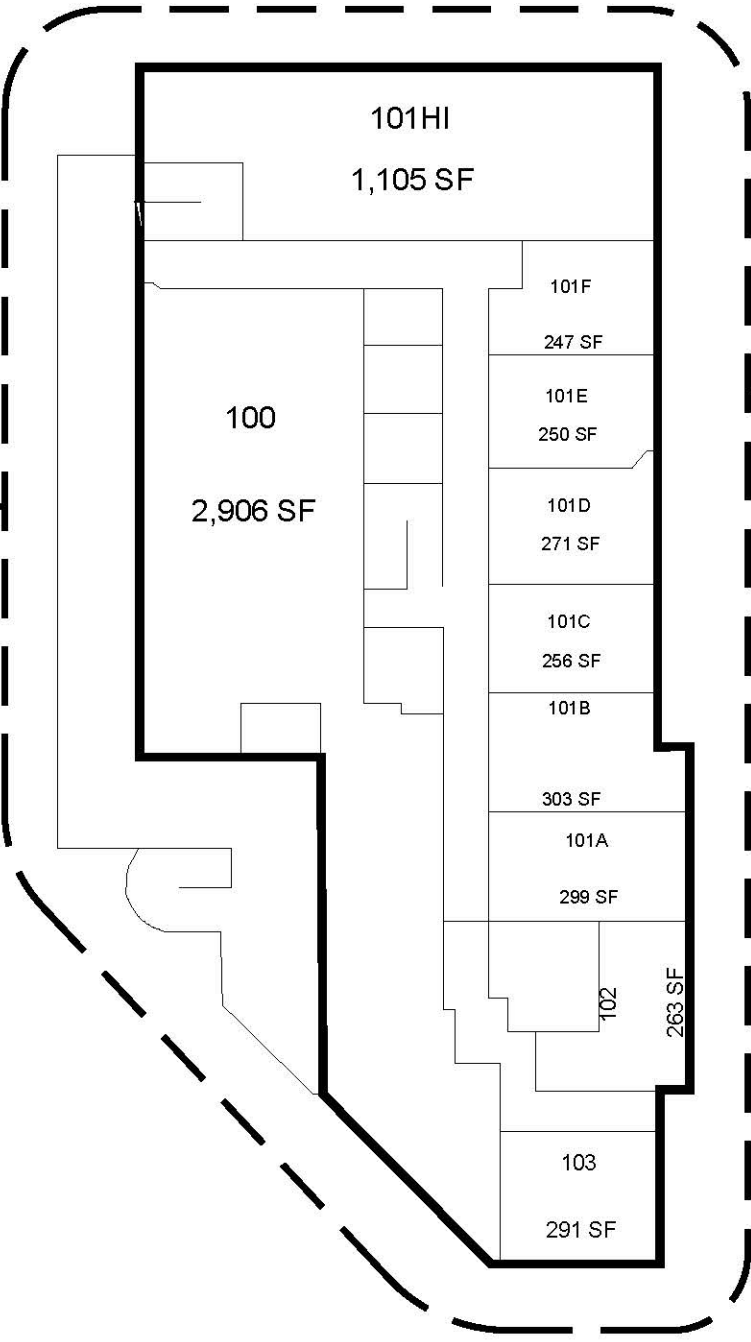 101HI
1,105 SF
101F
247 SF
101E
250 SF
100
2,906 SF
101D
271 SF
101C
256 SF
101B
303 SF
101A
299 SF
102
263 SF
103
291 SF